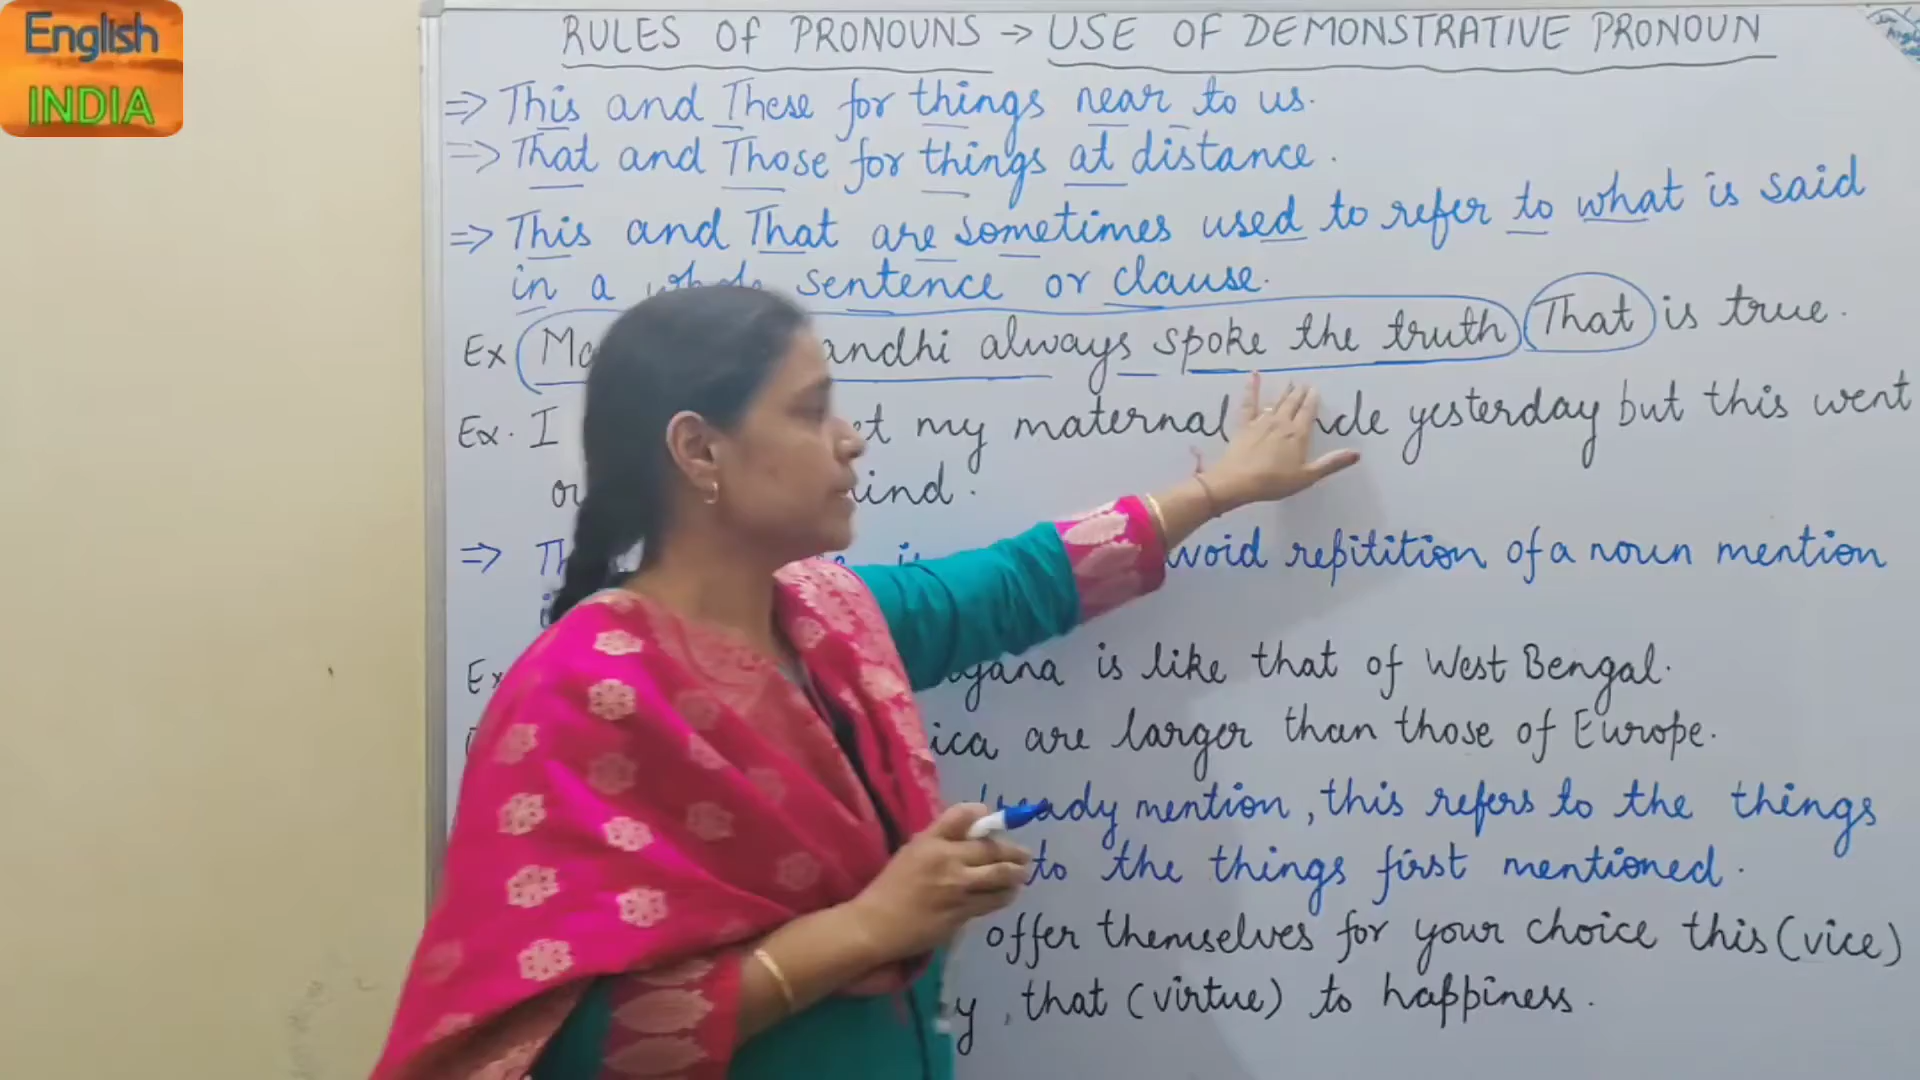 English
INDIA
RULES OF PRONOUNS → USE OF DEMONSTRATIVE PRONOUN
⇒ This and These for things near to us.
⇒ That and Those for things at distance.
⇒ This and That are sometimes used to refer to what is said
in a whole sentence or clause.
Ex andhi always spoke the truth That is true.
Ex. I my maternal yesterday but this went
ind.
⇒ void repitition of a noun mention
Ex is like that of West Bengal.
ica are larger than those of Europe.
already mention, this refers to the things
to the things first mentioned.
offer themselves for your choice this (vice)
y, that (virtue) to happiness.